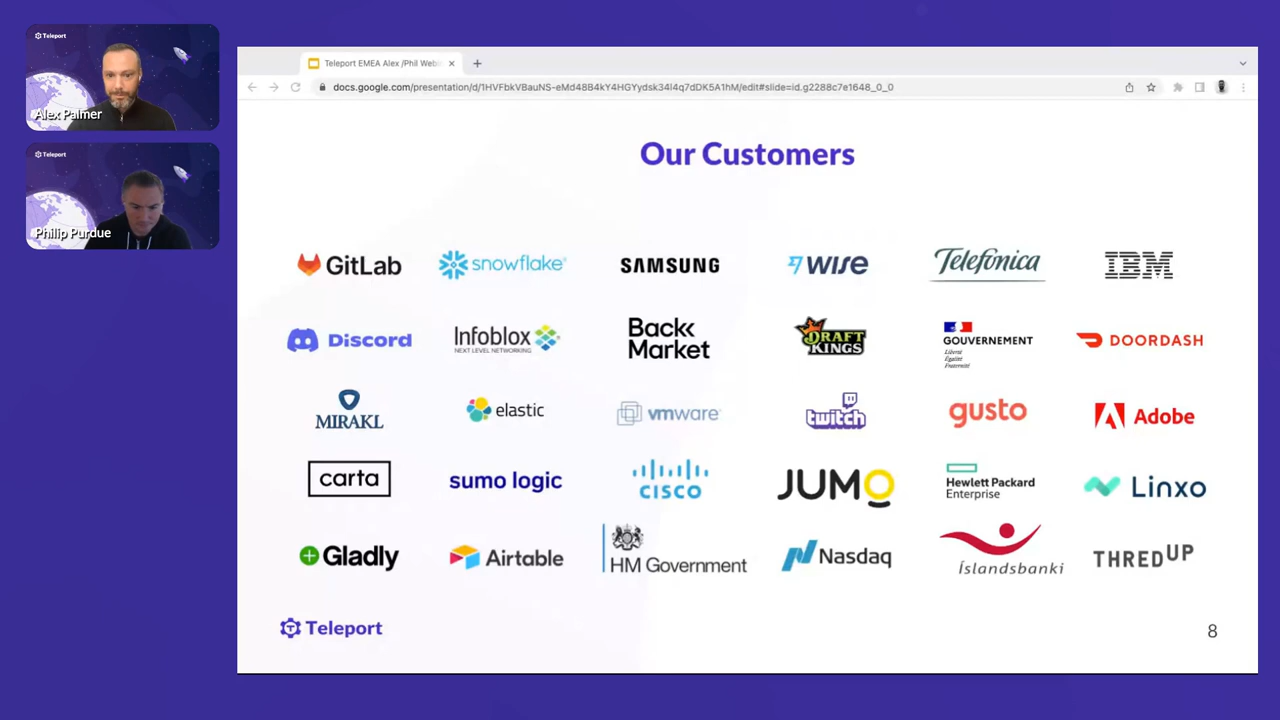 Teleport
Alex Palmer
Teleport
Philip Purdue
Teleport EMEA Alex /Phil Webi
docs.google.com/presentation/d/1HVFbkVBauNS-eMd48B4kY4HGYydsk34l4q7dDK5A1hM/edit#slide=id.g2288c7e1648_0_0
Our Customers
GitLab
snowflake
SAMSUNG
WISE
Telefónica
IBM
Discord
Infoblox
NEXT LEVEL NETWORKING
Back
Market
DRAFT
KINGS
GOUVERNEMENT
Liberté
Égalité
Fraternité
DOORDASH
MIRAKL
elastic
vmware
twitch
gusto
Adobe
carta
sumo logic
CISCO
JUMO
Hewlett Packard
Enterprise
Linxo
Gladly
Airtable
HM Government
Nasdaq
Íslandsbanki
THREDUP
Teleport
8